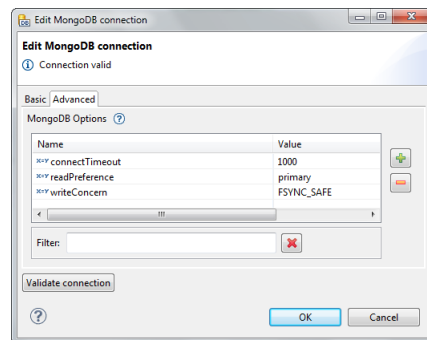 Edit MongoDB connection
Edit MongoDB connection
Connection valid
Basic Advanced
MongoDB Options
Name Value
connectTimeout 1000
readPreference primary
writeConcern FSYNC_SAFE
Filter:
Validate connection
OK Cancel